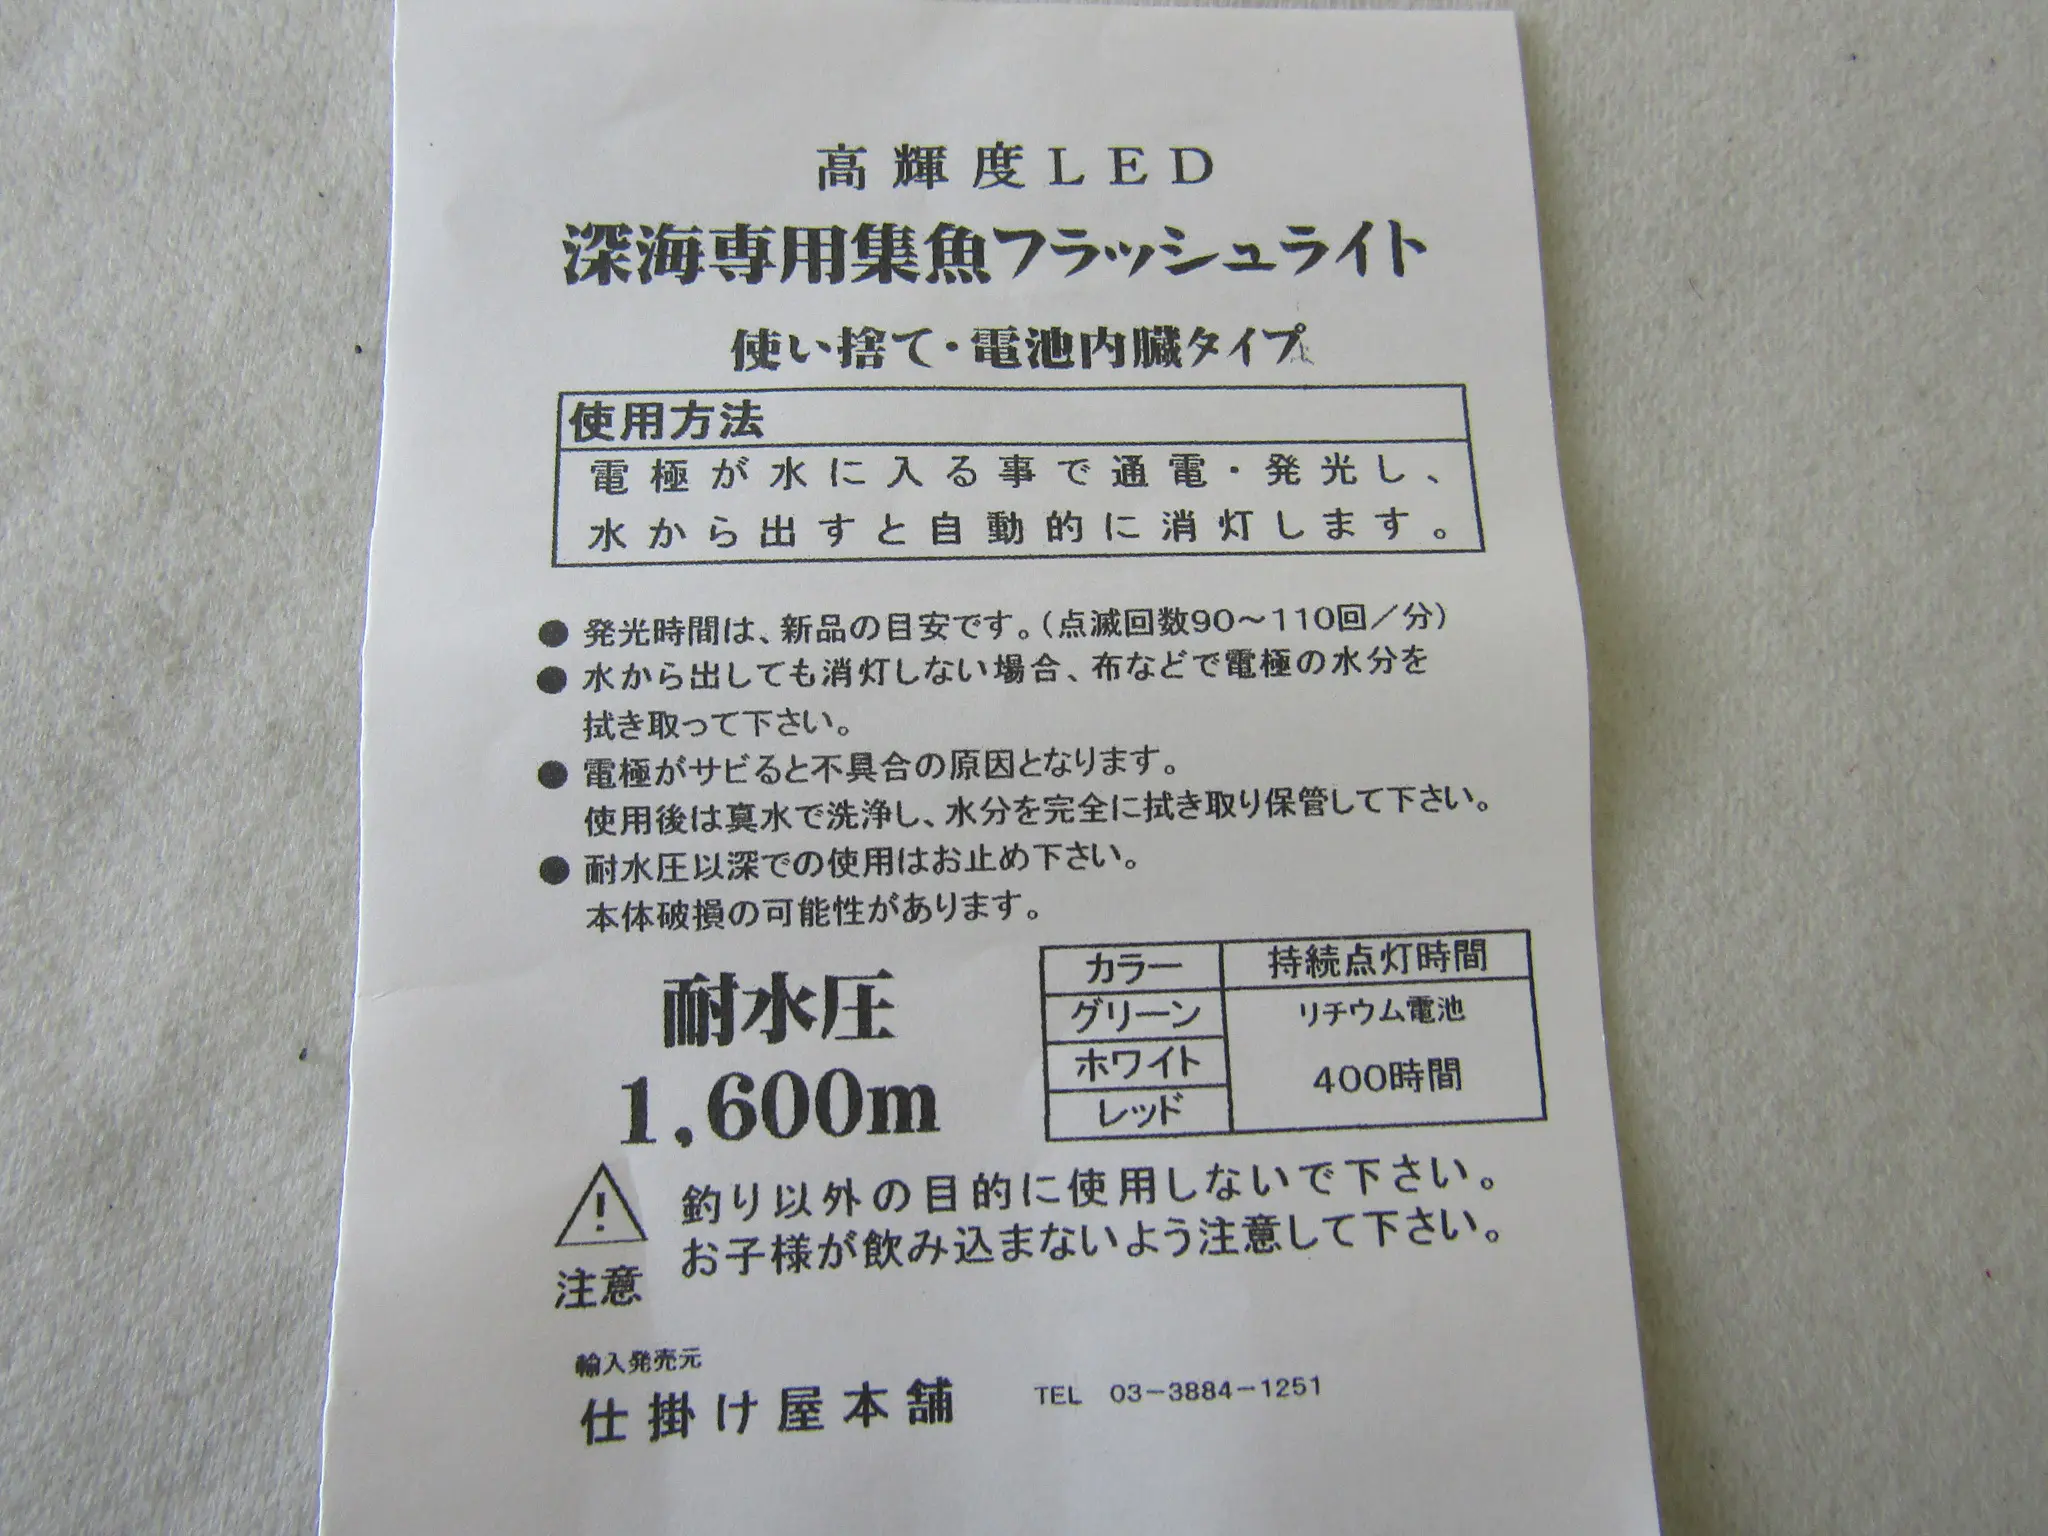 高輝度LED
深海専用集魚フラッシュライト
使い捨て・電池内臓タイプ
使用方法
電極が水に入る事で通電・発光し、
水から出すと自動的に消灯します。
● 発光時間は、新品の目安です。(点滅回数90～110回／分)
● 水から出しても消灯しない場合、布などで電極の水分を
拭き取って下さい。
● 電極がサビると不具合の原因となります。
使用後は真水で洗浄し、水分を完全に拭き取り保管して下さい。
● 耐水圧以深での使用はお止め下さい。
本体破損の可能性があります。
耐水圧
1,600m
カラー 持続点灯時間
グリーン リチウム電池
ホワイト 400時間
レッド
釣り以外の目的に使用しないで下さい。
お子様が飲み込まないよう注意して下さい。
注意
輸入発売元
仕掛け屋本舗 TEL 03－3884－1251